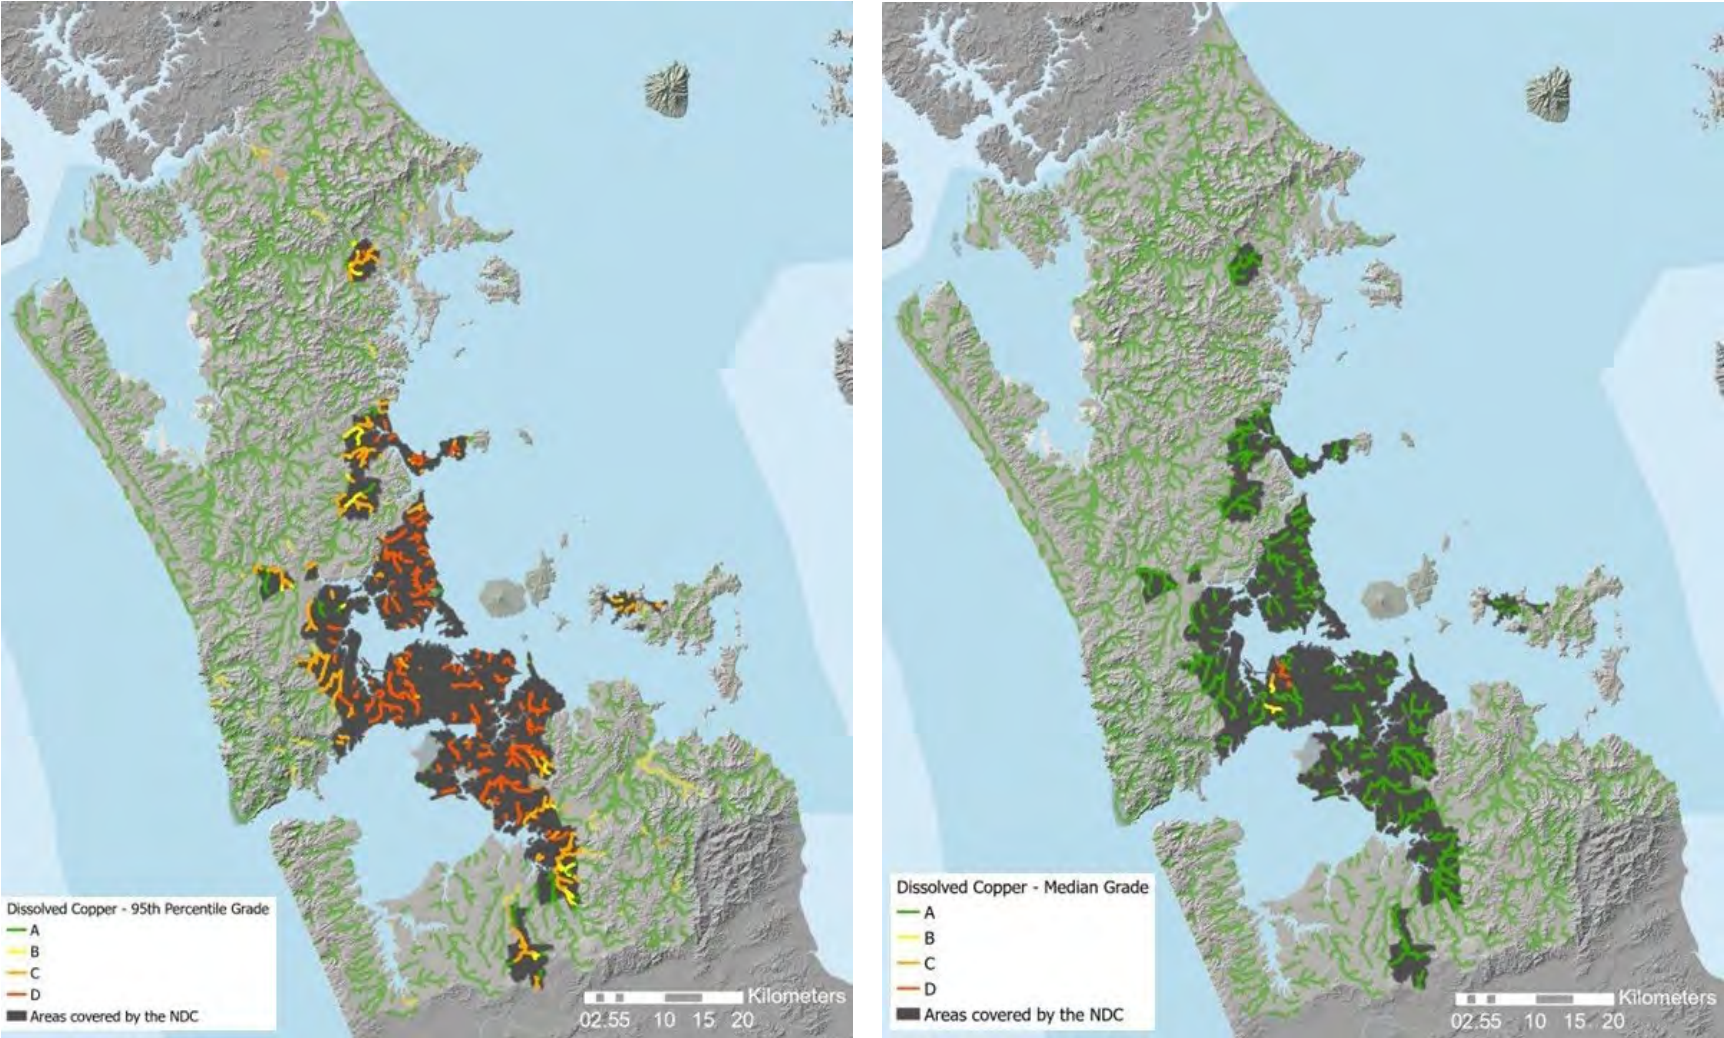 Dissolved Copper - 95th Percentile Grade
A
B
C
D
Areas covered by the NDC
Kilometers
02.55 10 15 20
Dissolved Copper - Median Grade
A
B
C
D
Areas covered by the NDC
Kilometers
02.55 10 15 20